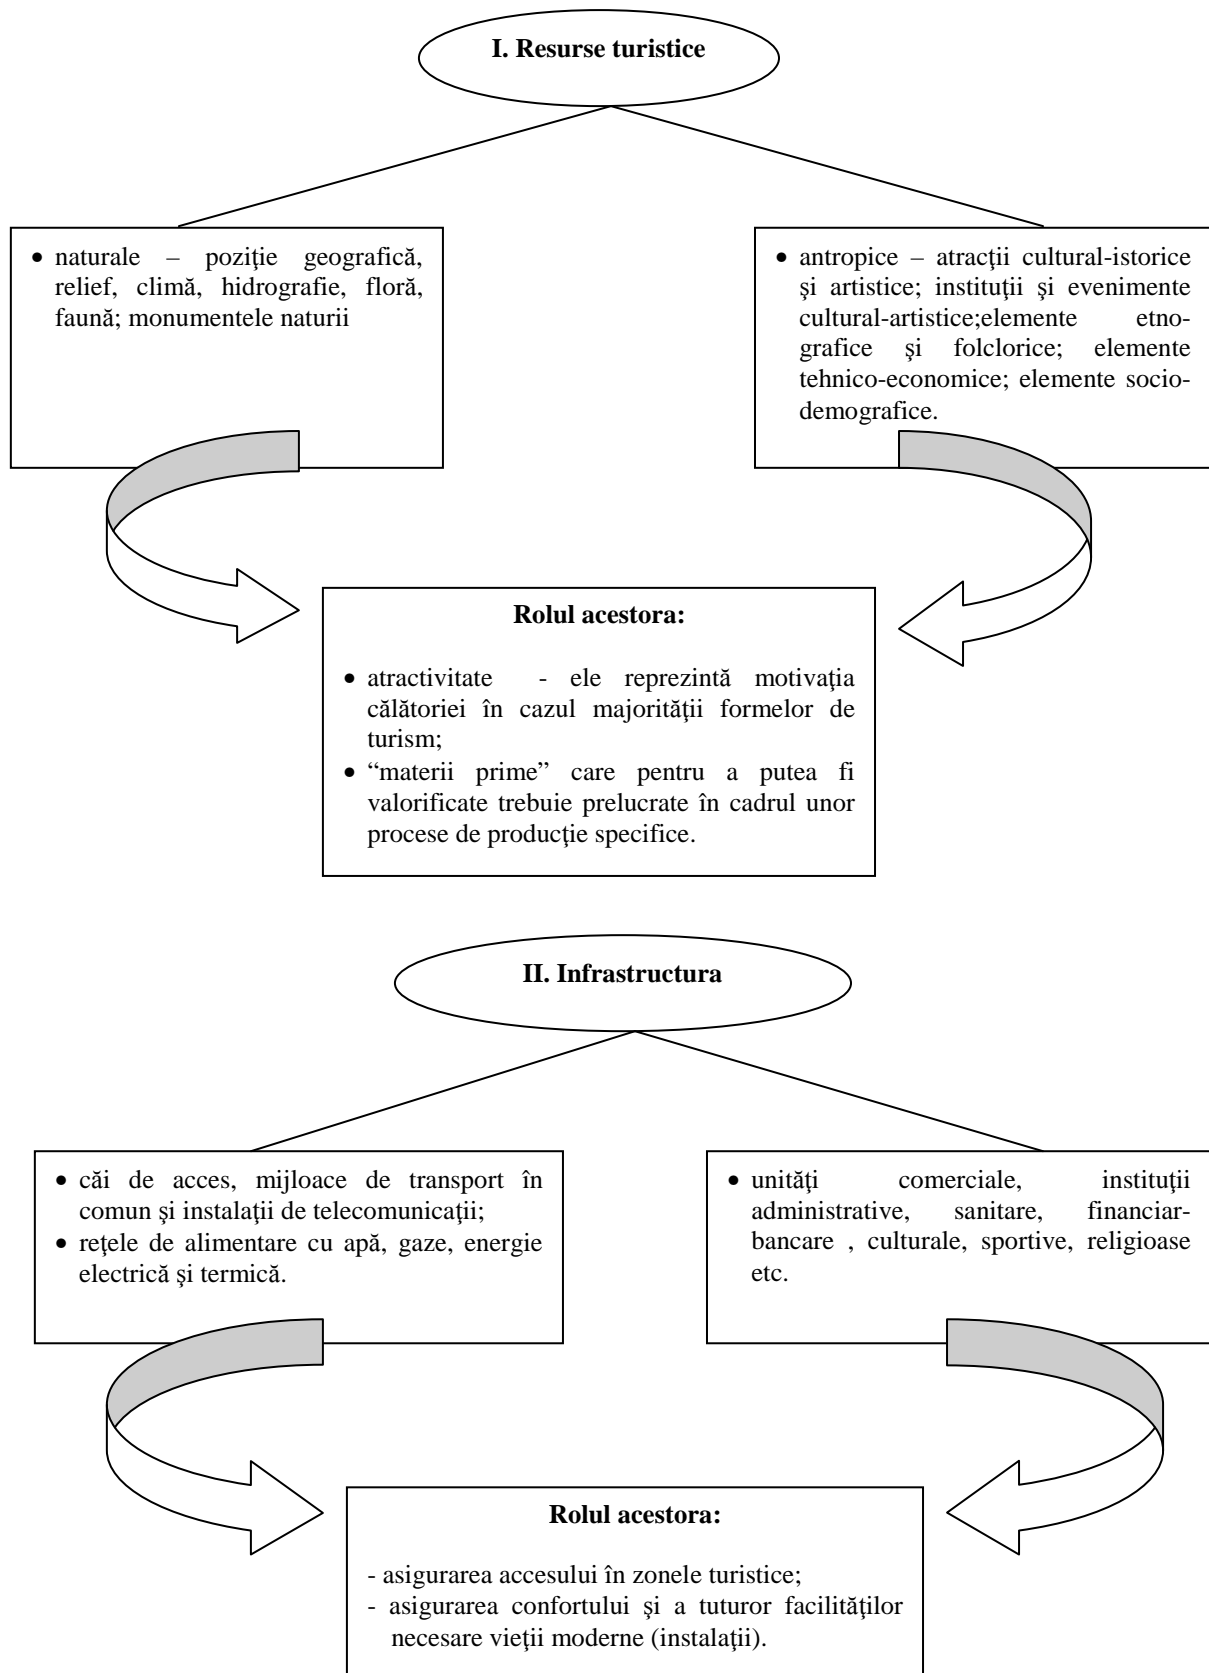 I. Resurse turistice
• naturale – poziţie geografică,
relief, climă, hidrografie, floră,
faună; monumentele naturii
• antropice – atracţii cultural-istorice
şi artistice; instituţii şi evenimente
cultural-artistice;elemente etno-
grafice şi folclorice; elemente
tehnico-economice; elemente socio-
demografice.
Rolul acestora:
• atractivitate - ele reprezintă motivaţia
călătoriei în cazul majorităţii formelor de
turism;
• “materii prime” care pentru a putea fi
valorificate trebuie prelucrate în cadrul unor
procese de producţie specifice.
II. Infrastructura
• căi de acces, mijloace de transport în
comun şi instalaţii de telecomunicaţii;
• reţele de alimentare cu apă, gaze, energie
electrică şi termică.
• unităţi comerciale, instituţii
administrative, sanitare, financiar-
bancare , culturale, sportive, religioase
etc.
Rolul acestora:
- asigurarea accesului în zonele turistice;
- asigurarea confortului şi a tuturor facilităţilor
necesare vieţii moderne (instalaţii).